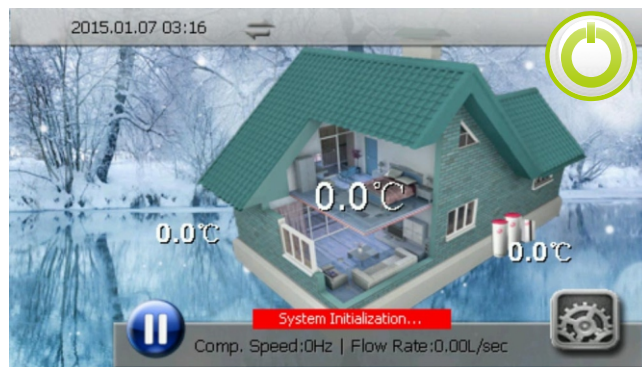 2015.01.07 03:16
0.0℃
0.0℃
0.0℃
System Initialization...
Comp. Speed:0Hz | Flow Rate:0.00L/sec